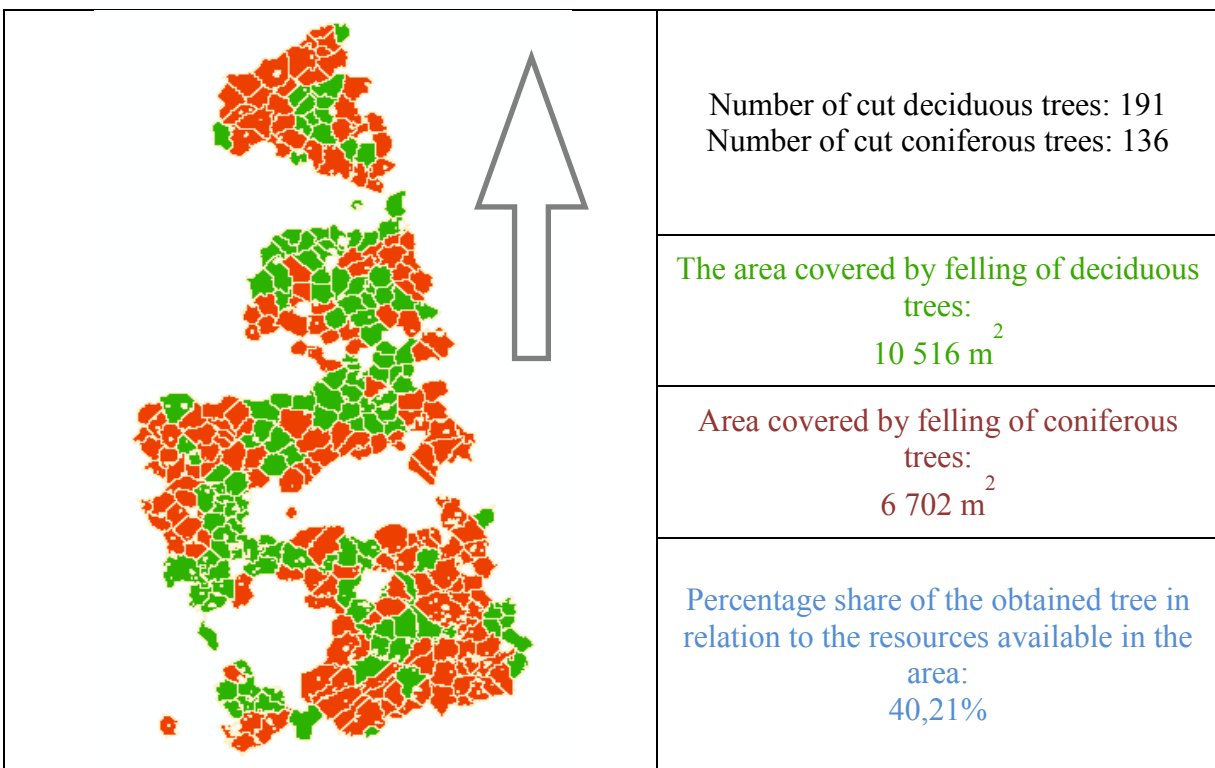 Number of cut deciduous trees: 191
Number of cut coniferous trees: 136
The area covered by felling of deciduous
trees:
10 516 m²
Area covered by felling of coniferous
trees:
6 702 m²
Percentage share of the obtained tree in
relation to the resources available in the
area:
40,21%